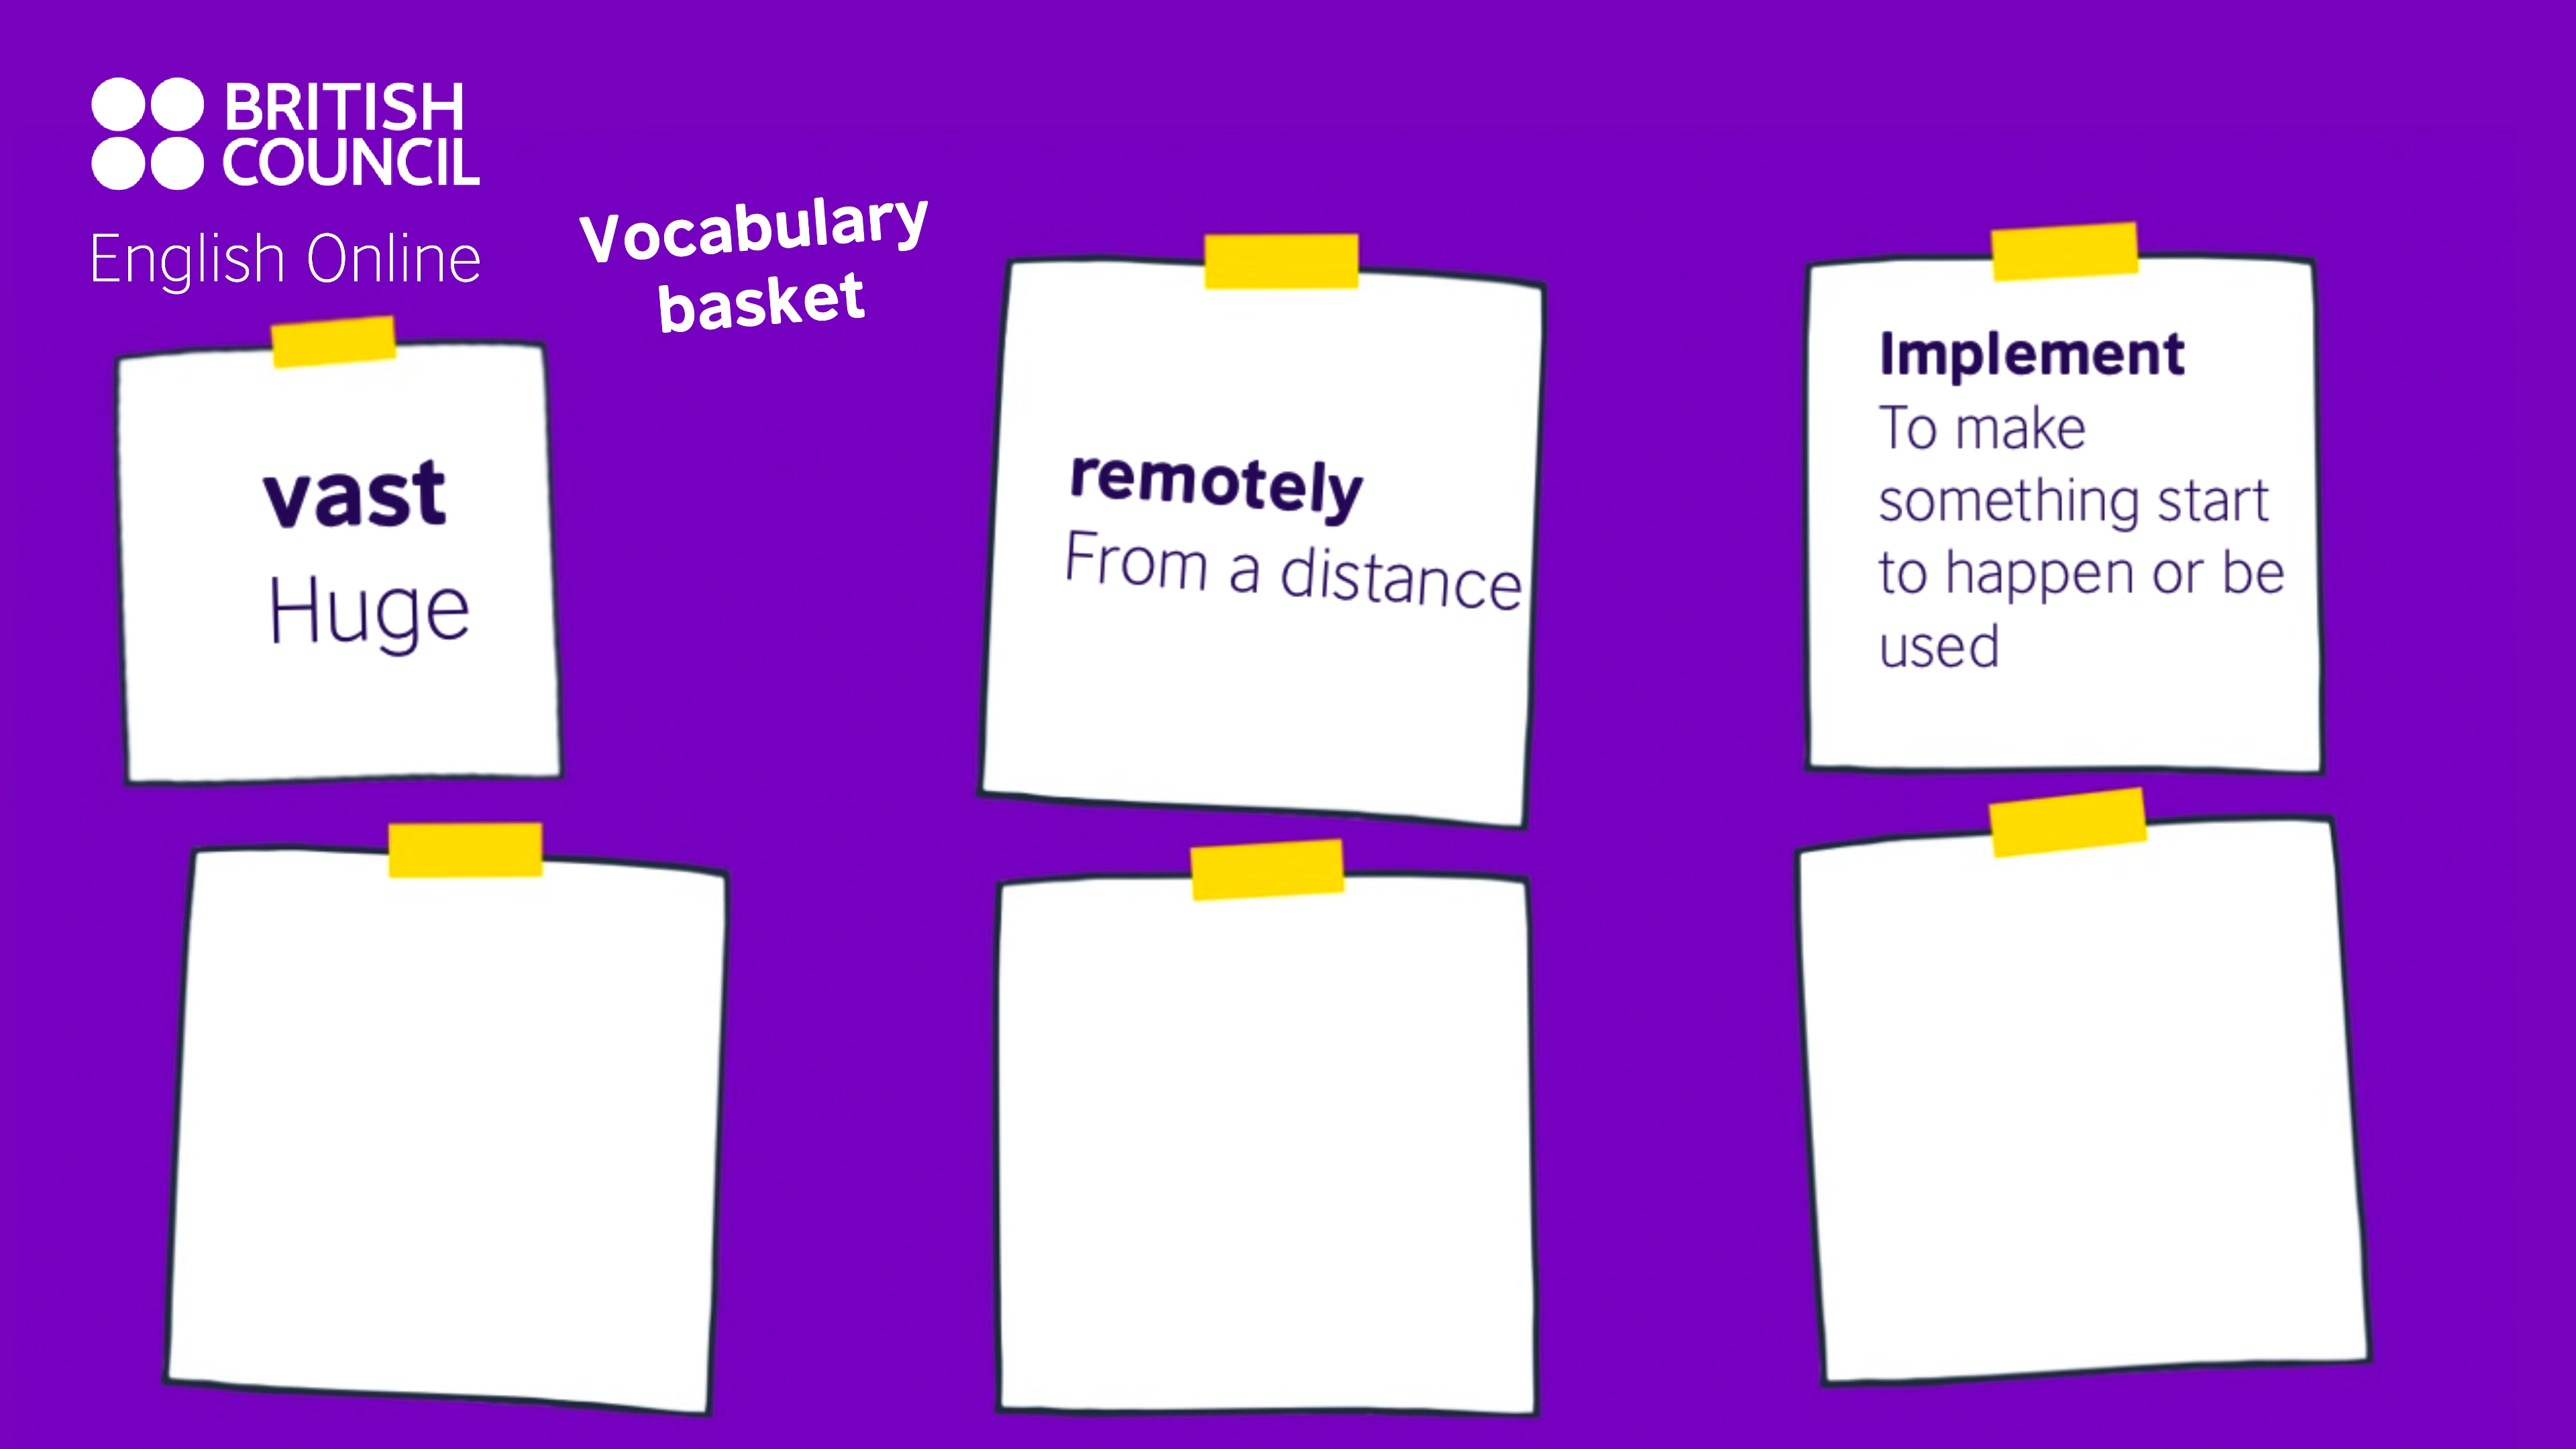 BRITISH
COUNCIL
English Online
Vocabulary
basket
vast
Huge
remotely
From a distance
Implement
To make
something start
to happen or be
used